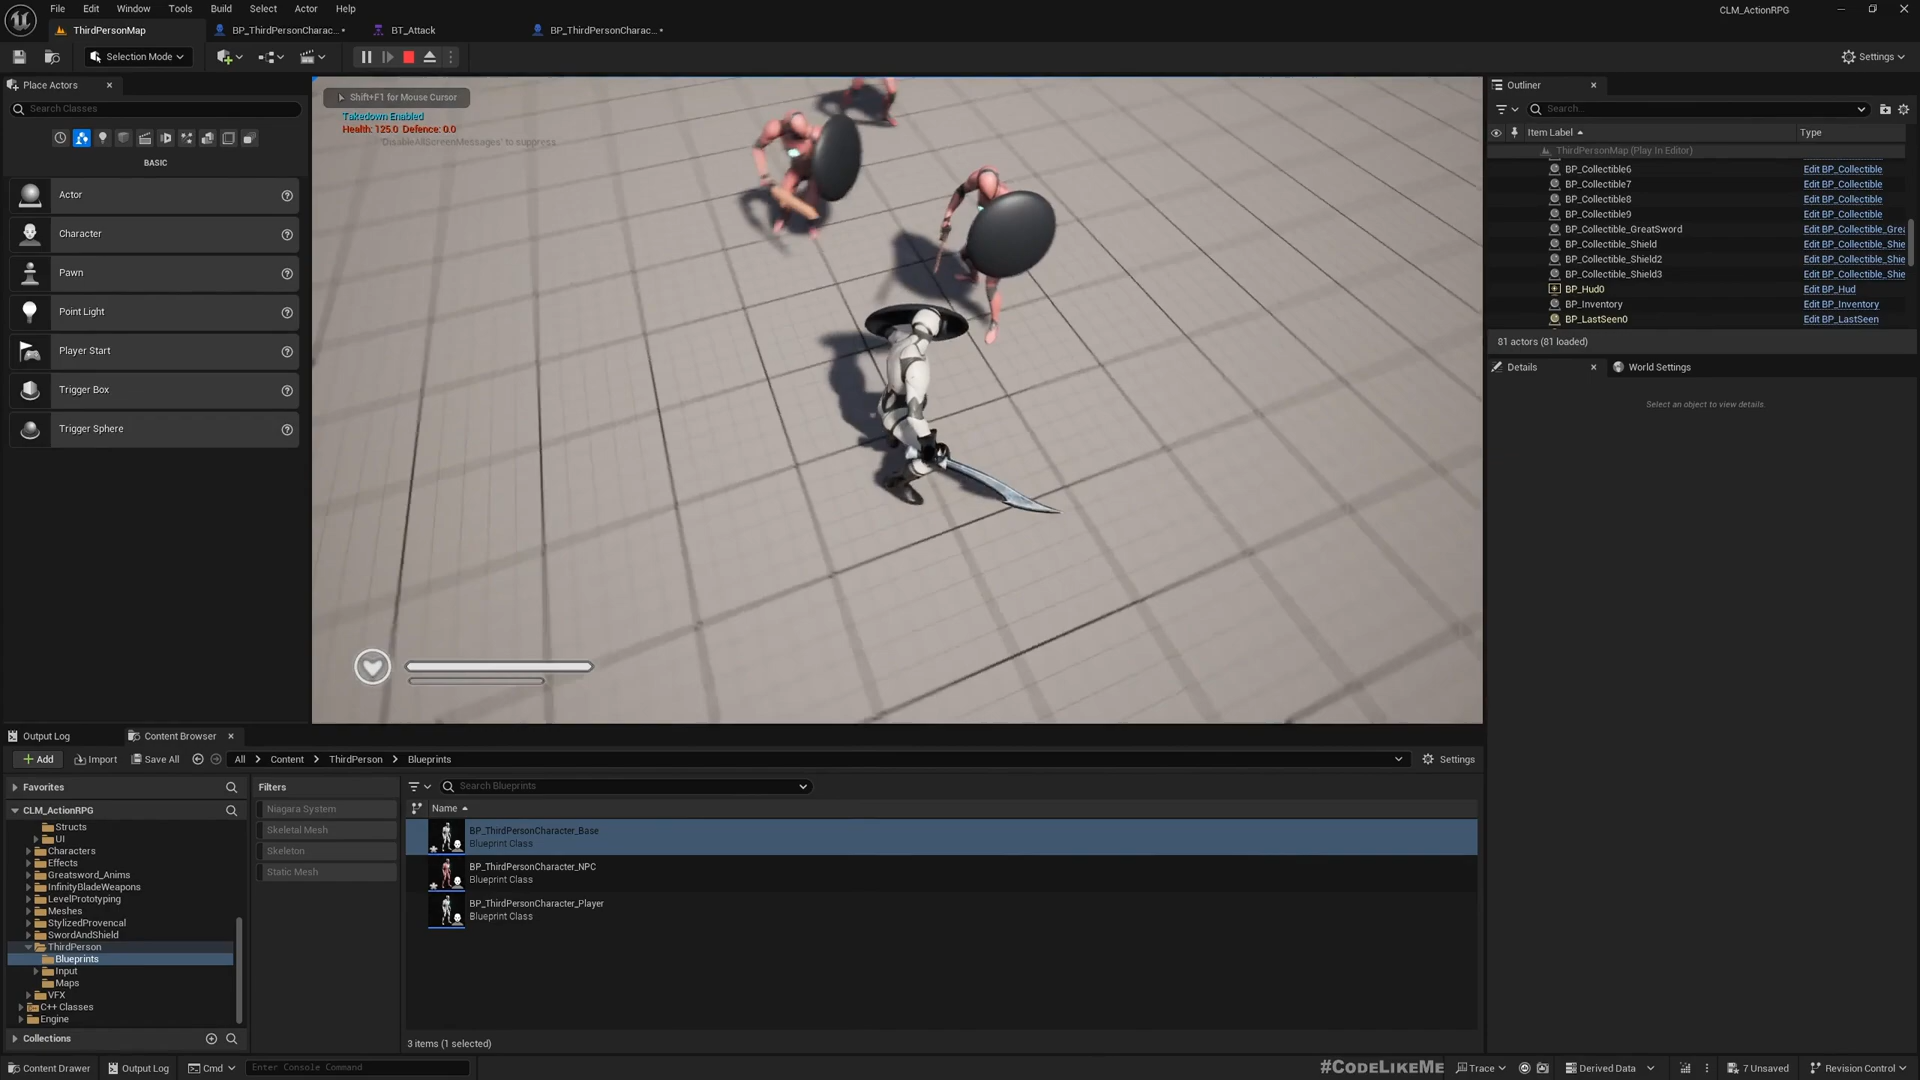 File Edit Window Tools Build Select Actor Help
CLM_ActionRPG
ThirdPersonMap
BP_ThirdPersonCharac...•
BT_Attack
BP_ThirdPersonCharac...•
Selection Mode
Settings
Place Actors
Search Classes
BASIC
Actor
Character
Pawn
Point Light
Player Start
Trigger Box
Trigger Sphere
Shift+F1 for Mouse Cursor
Takedown Enabled
Health: 125.0 Defence: 0.0
'DisableAllScreenMessages' to suppress
Outliner
Search...
Item Label Type
ThirdPersonMap (Play In Editor)
BP_Collectible6 Edit BP_Collectible
BP_Collectible7 Edit BP_Collectible
BP_Collectible8 Edit BP_Collectible
BP_Collectible9 Edit BP_Collectible
BP_Collectible_GreatSword Edit BP_Collectible_Grea
BP_Collectible_Shield Edit BP_Collectible_Shie
BP_Collectible_Shield2 Edit BP_Collectible_Shie
BP_Collectible_Shield3 Edit BP_Collectible_Shie
BP_Hud0 Edit BP_Hud
BP_Inventory Edit BP_Inventory
BP_LastSeen0 Edit BP_LastSeen
81 actors (81 loaded)
Details
World Settings
Select an object to view details.
Output Log
Content Browser
Add Import Save All
All Content ThirdPerson Blueprints
Settings
Favorites
CLM_ActionRPG
Structs
UI
Characters
Effects
Greatsword_Anims
InfinityBladeWeapons
LevelPrototyping
Meshes
StylizedProvencal
SwordAndShield
ThirdPerson
Blueprints
Input
Maps
VFX
C++ Classes
Engine
Collections
Filters
Niagara System
Skeletal Mesh
Skeleton
Static Mesh
Search Blueprints
Name
BP_ThirdPersonCharacter_Base
Blueprint Class
BP_ThirdPersonCharacter_NPC
Blueprint Class
BP_ThirdPersonCharacter_Player
Blueprint Class
3 items (1 selected)
Content Drawer
Output Log
Cmd
Enter Console Command
#CodeLikeMe
Trace
Derived Data
7 Unsaved
Revision Control